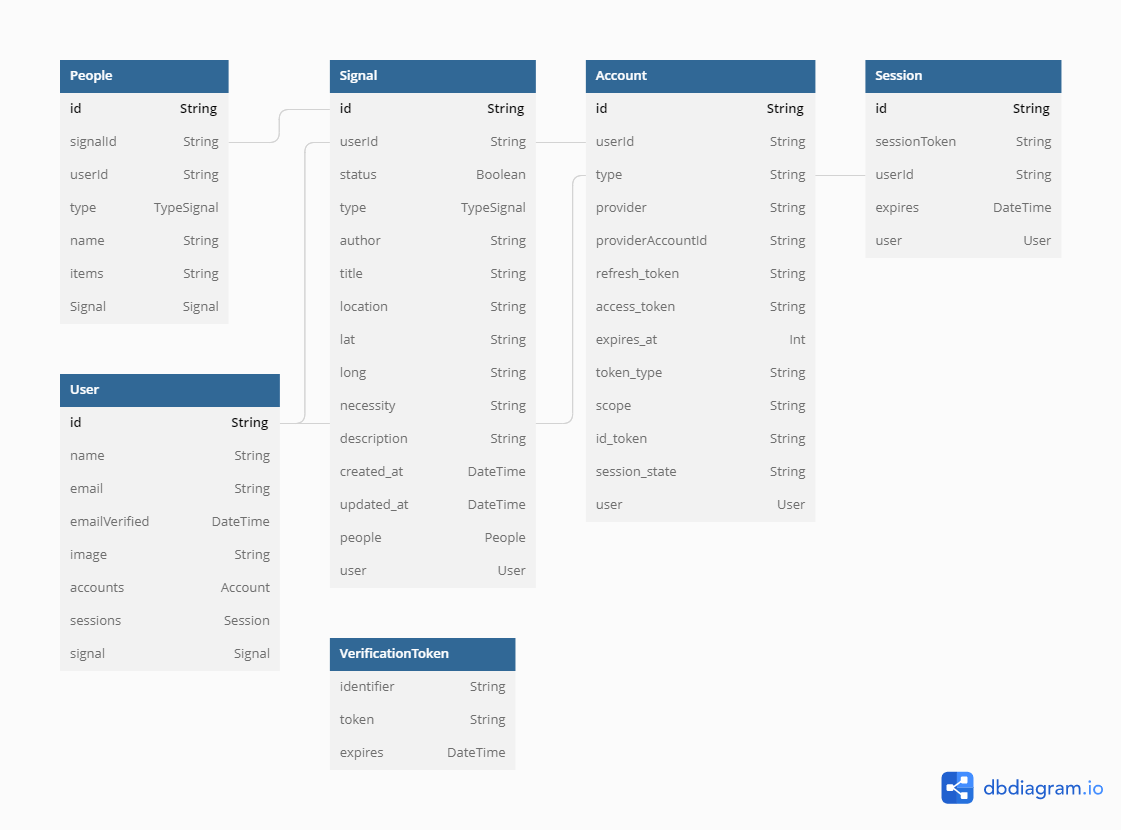 People
id String
signalId String
userId String
type TypeSignal
name String
items String
Signal Signal
Signal
id String
userId String
status Boolean
type TypeSignal
author String
title String
location String
lat String
long String
necessity String
description String
created_at DateTime
updated_at DateTime
people People
user User
Account
id String
userId String
type String
provider String
providerAccountId String
refresh_token String
access_token String
expires_at Int
token_type String
scope String
id_token String
session_state String
user User
Session
id String
sessionToken String
userId String
expires DateTime
user User
User
id String
name String
email String
emailVerified DateTime
image String
accounts Account
sessions Session
signal Signal
VerificationToken
identifier String
token String
expires DateTime
dbdiagram.io